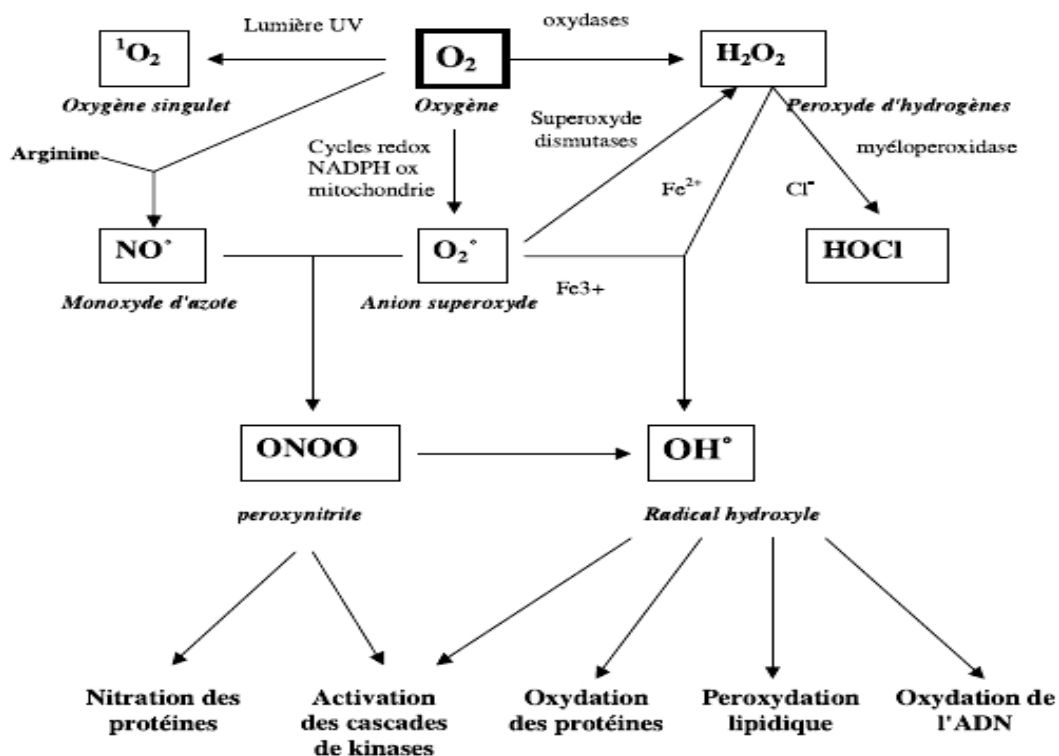 Lumière UV
oxydases
¹O₂
O₂
H₂O₂
Oxygène singulet
Oxygène
Peroxyde d'hydrogènes
Arginine
Cycles redox
NADPH ox
mitochondrie
Superoxyde
dismutases
myéloperoxidase
Fe²⁺
Cl⁻
NO°
O₂°
HOCl
Monoxyde d'azote
Anion superoxyde
Fe3+
ONOO
OH°
peroxynitrite
Radical hydroxyle
Nitration des
protéines
Activation
des cascades
de kinases
Oxydation
des protéines
Peroxydation
lipidique
Oxydation de
l'ADN